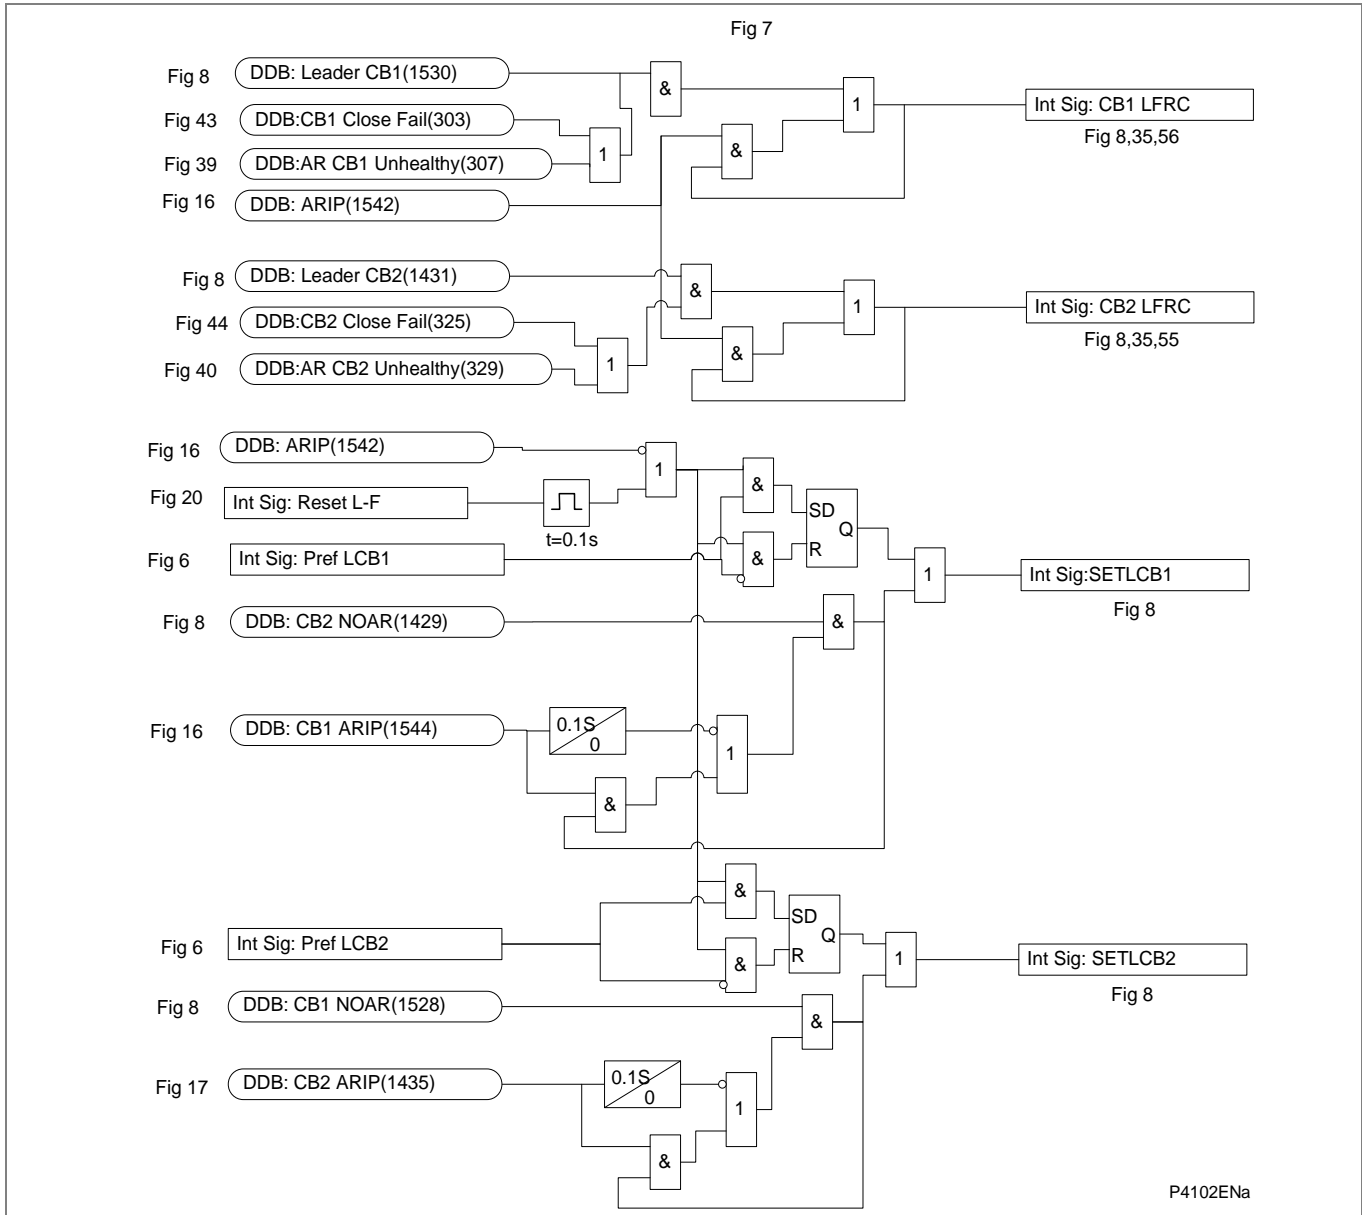 Fig 7
Fig 8
DDB: Leader CB1(1530)
&
Fig 43
DDB:CB1 Close Fail(303)
1
&
1
Int Sig: CB1 LFRC
Fig 8,35,56
Fig 39
DDB:AR CB1 Unhealthy(307)
Fig 16
DDB: ARIP(1542)
Fig 8
DDB: Leader CB2(1431)
&
Fig 44
DDB:CB2 Close Fail(325)
1
&
1
Int Sig: CB2 LFRC
Fig 8,35,55
Fig 40
DDB:AR CB2 Unhealthy(329)
Fig 16
DDB: ARIP(1542)
1
&
Fig 20
Int Sig: Reset L-F
t=0.1s
SD
Q
R
Fig 6
Int Sig: Pref LCB1
&
1
Int Sig:SETLCB1
Fig 8
Fig 8
DDB: CB2 NOAR(1429)
&
Fig 16
DDB: CB1 ARIP(1544)
0.1S
0
1
&
&
SD
Q
R
Fig 6
Int Sig: Pref LCB2
&
1
Int Sig: SETLCB2
Fig 8
Fig 8
DDB: CB1 NOAR(1528)
&
Fig 17
DDB: CB2 ARIP(1435)
0.1S
0
1
&
P4102ENa